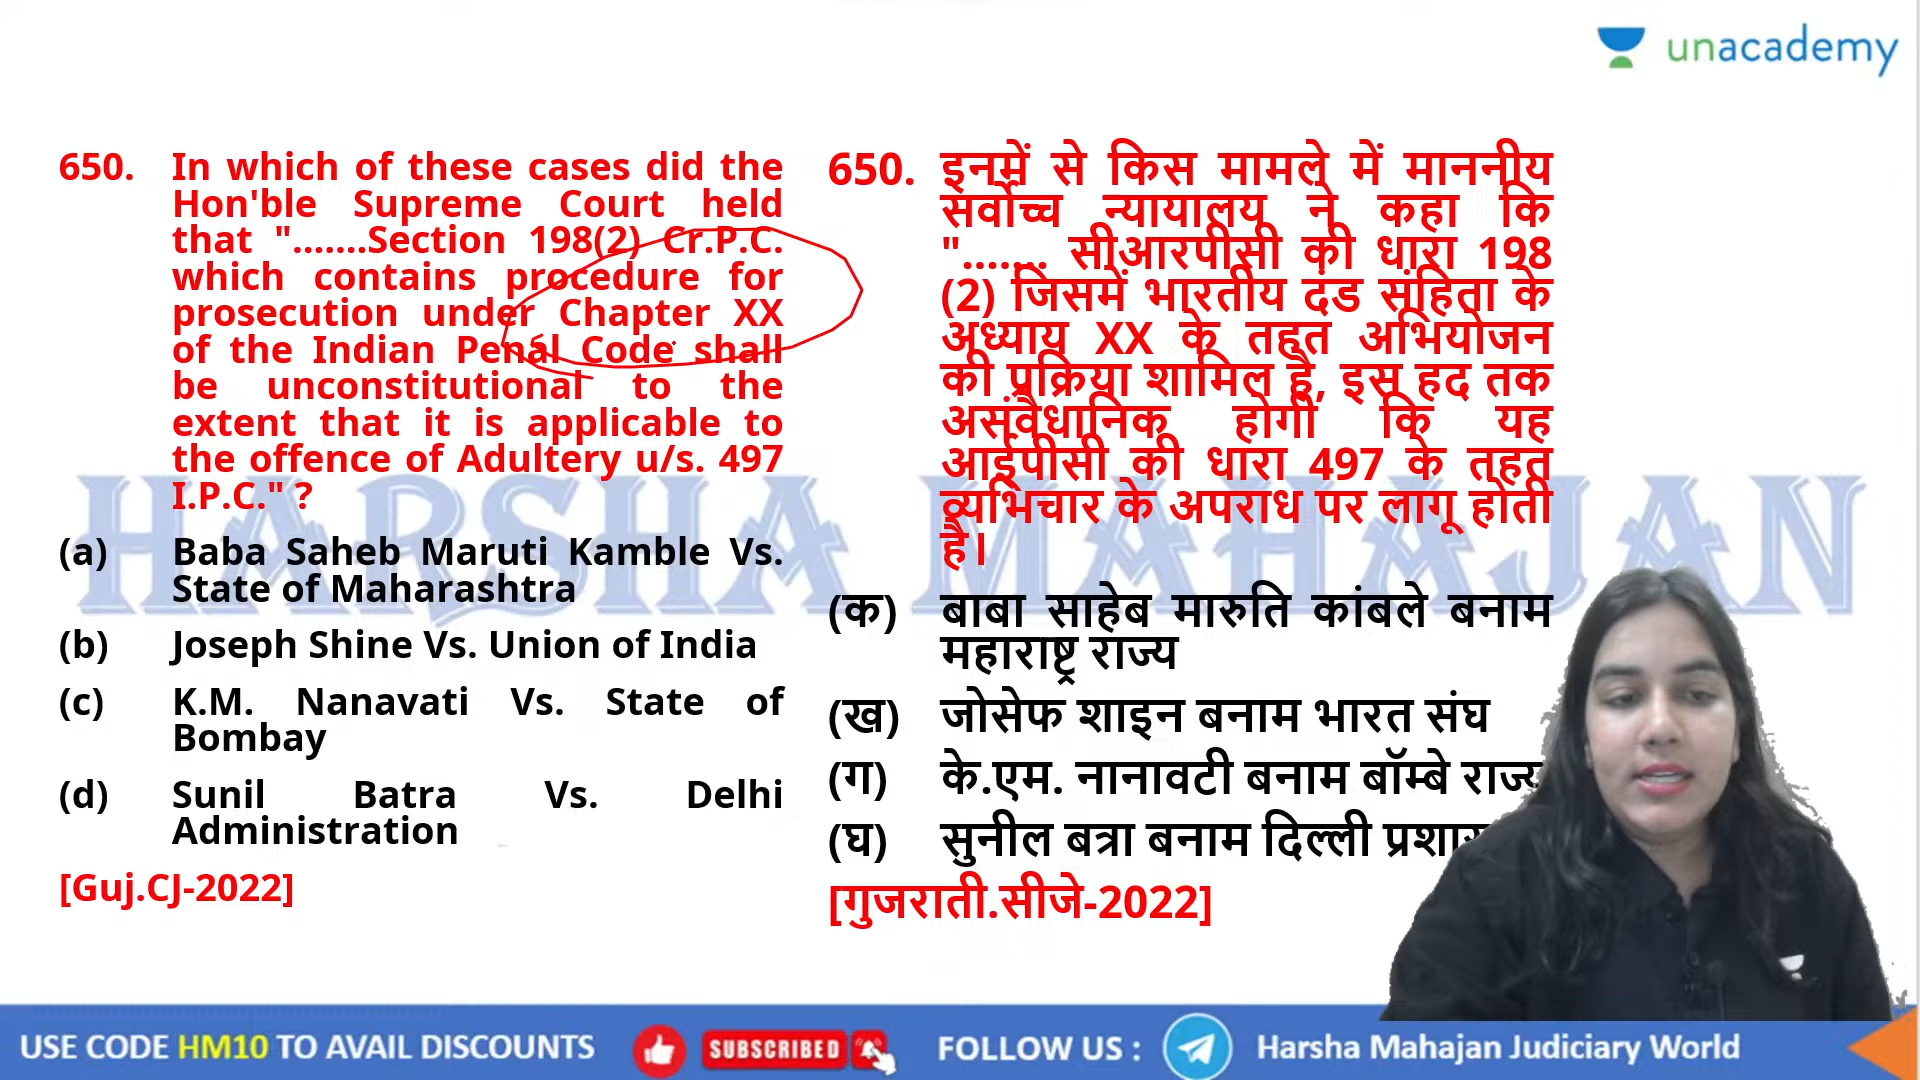 unacademy
650. In which of these cases did the
Hon'ble Supreme Court held
that ".......Section 198(2) Cr.P.C.
which contains procedure for
prosecution under Chapter XX
of the Indian Penal Code shall
be unconstitutional to the
extent that it is applicable to
the offence of Adultery u/s. 497
I.P.C." ?
(a) Baba Saheb Maruti Kamble Vs.
State of Maharashtra
(b) Joseph Shine Vs. Union of India
(c) K.M. Nanavati Vs. State of
Bombay
(d) Sunil Batra Vs. Delhi
Administration
[Guj.CJ-2022]
650. इनमें से किस मामले में माननीय
सर्वोच्च न्यायालय ने कहा कि
"....... सीआरपीसी की धारा 198
(2) जिसमें भारतीय दंड संहिता के
अध्याय XX के तहत अभियोजन
की प्रक्रिया शामिल है, इस हद तक
असंवैधानिक होगी कि यह
आईपीसी की धारा 497 के तहत
व्यभिचार के अपराध पर लागू होती
है।
(क) बाबा साहेब मारुति कांबले बनाम
महाराष्ट्र राज्य
(ख) जोसेफ शाइन बनाम भारत संघ
(ग) के.एम. नानावटी बनाम बॉम्बे राज्य
(घ) सुनील बत्रा बनाम दिल्ली
[गुजराती.सीजे-2022]
HARSHA MAHAJAN
USE CODE HM10 TO AVAIL DISCOUNTS
SUBSCRIBED
FOLLOW US :
Harsha Mahajan Judiciary World